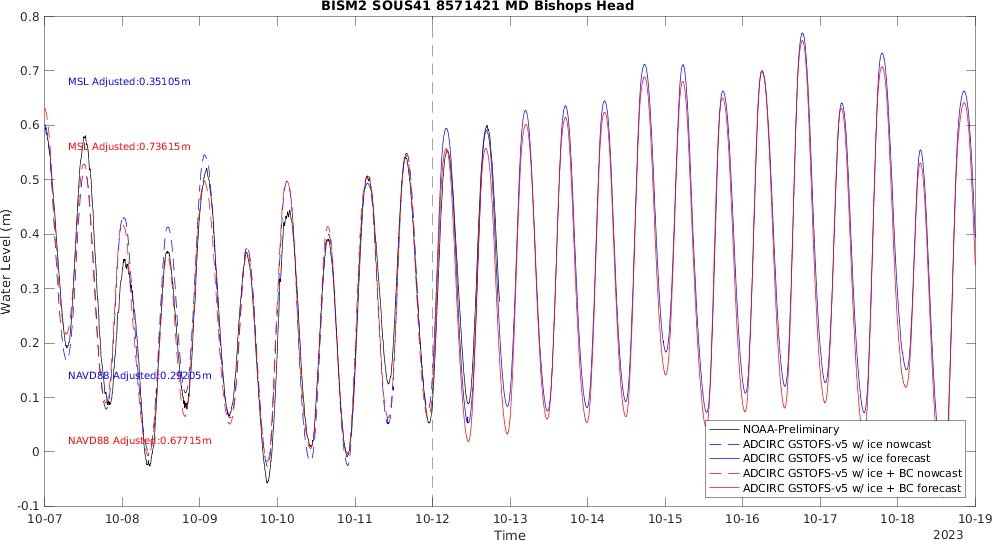 BISM2 SOUS41 8571421 MD Bishops Head
0.8
0.7
0.6
0.5
0.4
0.3
0.2
0.1
0
-0.1
Water Level (m)
MSL Adjusted:0.35105m
MSL Adjusted:0.73615m
NAVD88 Adjusted:0.29205m
NAVD88 Adjusted:0.67715m
NOAA-Preliminary
ADCIRC GSTOFS-v5 w/ ice nowcast
ADCIRC GSTOFS-v5 w/ ice forecast
ADCIRC GSTOFS-v5 w/ ice + BC nowcast
ADCIRC GSTOFS-v5 w/ ice + BC forecast
10-07 10-08 10-09 10-10 10-11 10-12 10-13 10-14 10-15 10-16 10-17 10-18 10-19
Time
2023